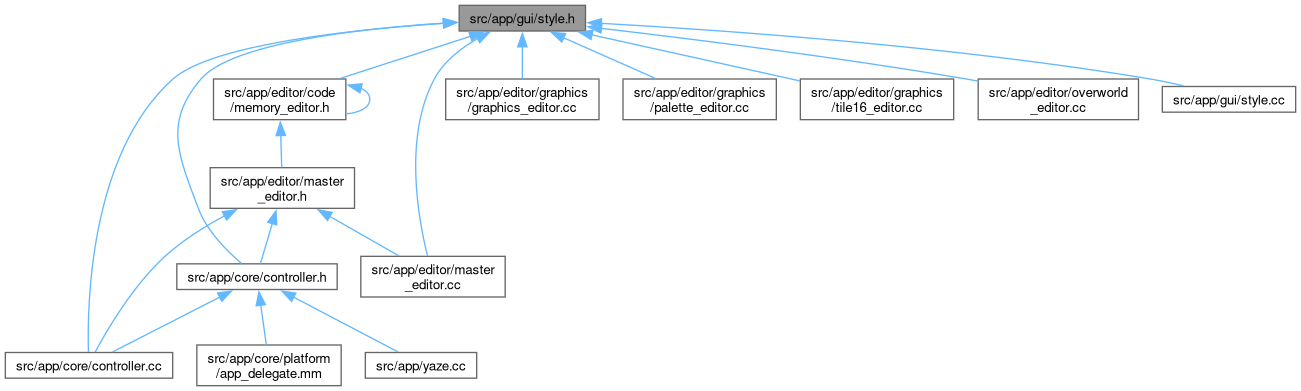 src/app/gui/style.h
src/app/editor/code
/memory_editor.h
src/app/editor/graphics
/graphics_editor.cc
src/app/editor/graphics
/palette_editor.cc
src/app/editor/graphics
/tile16_editor.cc
src/app/editor/overworld
_editor.cc
src/app/gui/style.cc
src/app/editor/master
_editor.h
src/app/core/controller.h
src/app/editor/master
_editor.cc
src/app/core/controller.cc
src/app/core/platform
/app_delegate.mm
src/app/yaze.cc